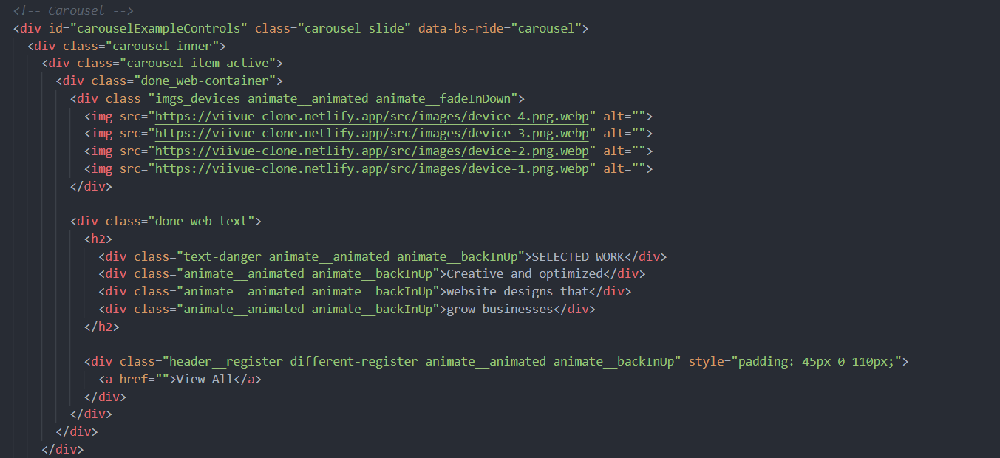 <!-- Carousel -->
<div id="carouselExampleControls" class="carousel slide" data-bs-ride="carousel">
<div class="carousel-inner">
<div class="carousel-item active">
<div class="done_web-container">
<div class="imgs_devices animate__animated animate__fadeInDown">
<img src="https://viivue-clone.netlify.app/src/images/device-4.png.webp" alt="">
<img src="https://viivue-clone.netlify.app/src/images/device-3.png.webp" alt="">
<img src="https://viivue-clone.netlify.app/src/images/device-2.png.webp" alt="">
<img src="https://viivue-clone.netlify.app/src/images/device-1.png.webp" alt="">
</div>
<div class="done_web-text">
<h2>
<div class="text-danger animate__animated animate__backInUp">SELECTED WORK</div>
<div class="animate__animated animate__backInUp">Creative and optimized</div>
<div class="animate__animated animate__backInUp">website designs that</div>
<div class="animate__animated animate__backInUp">grow businesses</div>
</h2>
<div class="header__register different-register animate__animated animate__backInUp" style="padding: 45px 0 110px;">
<a href="">View All</a>
</div>
</div>
</div>
</div>